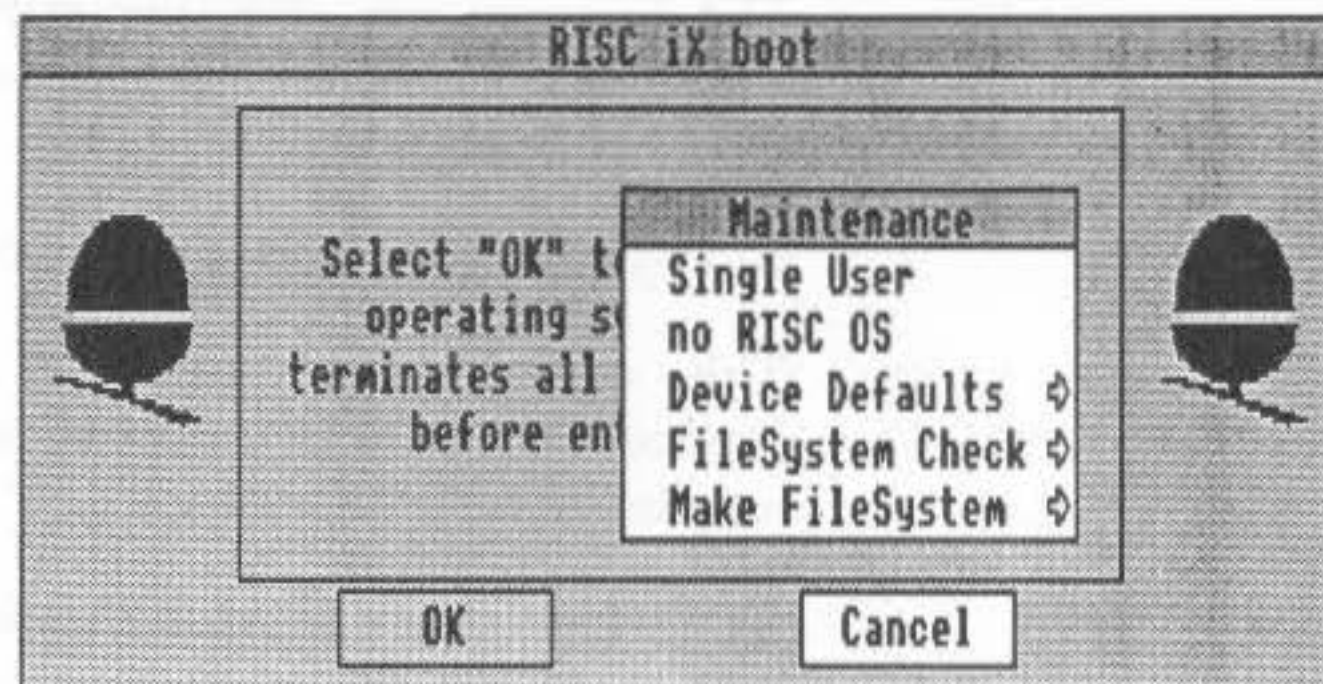 RISC iX boot
Select "OK" t
operating s
terminates all
before ent
Maintenance
Single User
no RISC OS
Device Defaults
FileSystem Check
Make FileSystem
OK
Cancel